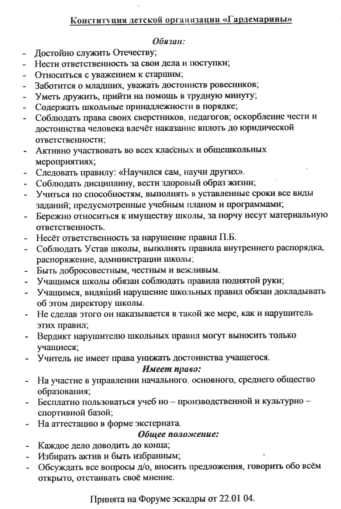 Конституция детской организации «Гардемарины»
Обязан:
- Достойно служить Отечеству;
- Нести ответственность за свои дела и поступки;
- Относиться с уважением к старшим;
- Заботится о младших, уважать достоинств ровесников;
- Уметь дружить, прийти на помощь в трудную минуту;
- Содержать школьные принадлежности в порядке;
- Соблюдать права своих сверстников, педагогов; оскорбление чести и
достоинства человека влечёт наказание вплоть до юридической
ответственности;
- Активно участвовать во всех классных и общешкольных
мероприятиях;
- Следовать правилу: «Научился сам, научи других».
- Соблюдать дисциплину, вести здоровый образ жизни;
- Учиться по способностям, выполнять в уставленные сроки все виды
заданий; предусмотренные учебным планом и программами;
- Бережно относиться к имуществу школы, за порчу несет материальную
ответственность.
- Несёт ответственность за нарушение правил П.Б.
- Соблюдать Устав школы, выполнять правила внутреннего распорядка,
распоряжение, администрации школы;
- Быть добросовестным, честным и вежливым.
- Учащимся школы обязан соблюдать правила поднятой руки;
- Учащимся, видящий нарушение школьных правил обязан докладывать
об этом директору школы.
- Не сделав этого он наказывается в такой же мере, как и нарушитель
этих правил;
- Вердикт нарушителю школьных правил могут выносить только
учащиеся;
- Учитель не имеет права унижать достоинства учащегося.
Имеет право:
- На участие в управлении начального, основного, среднего общество
образования;
- Бесплатно пользоваться учеб но – производственной и культурно –
спортивной базой;
- На аттестацию в форме экстерната.
Общее положение:
- Каждое дело доводить до конца;
- Избирать актив и быть избранным;
- Обсуждать все вопросы д/о, вносить предложения, говорить обо всём
открыто, отстаивать своё мнение.
Принята на Форуме эскадры от 22.01 04.